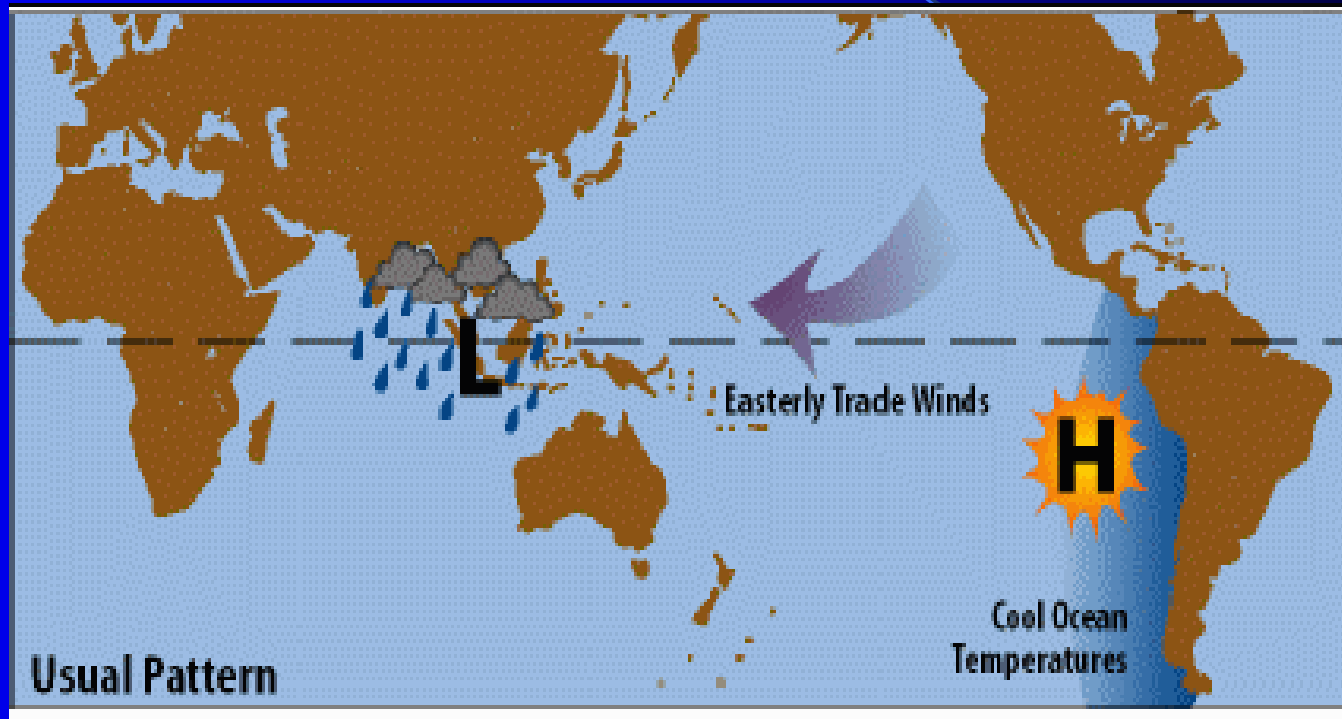 L
Easterly Trade Winds
H
Cool Ocean
Temperatures
Usual Pattern